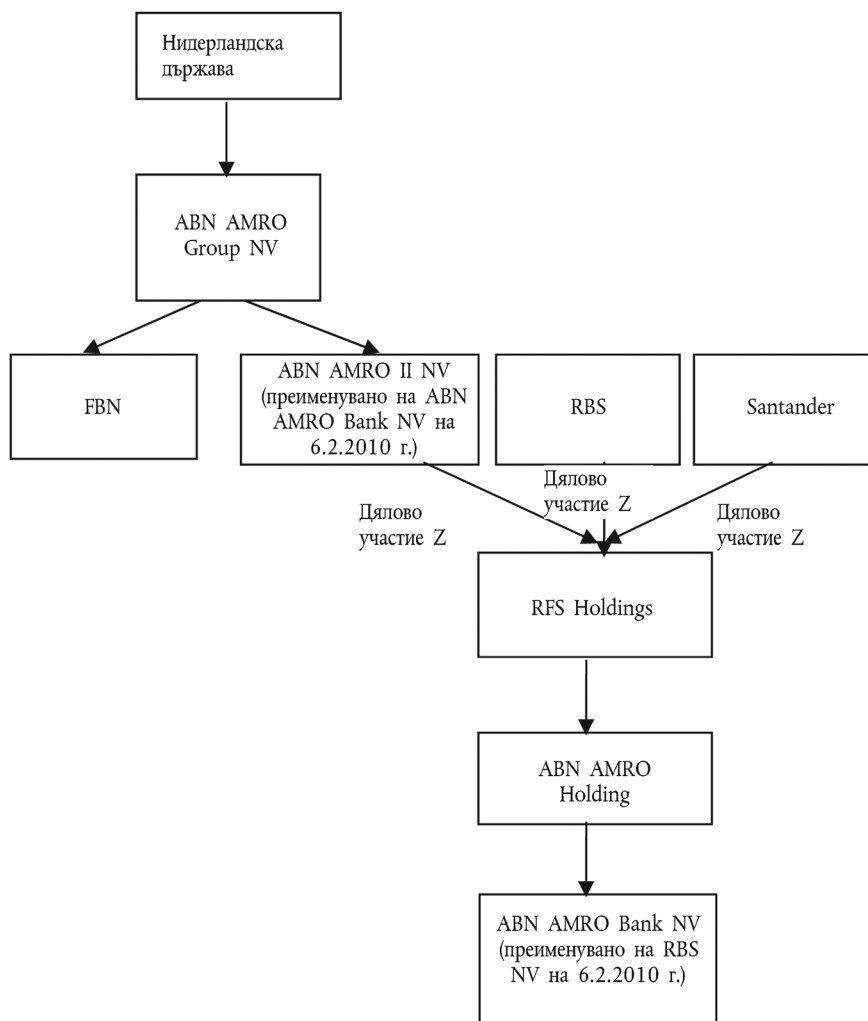 Нидерландска
държава
ABN AMRO
Group NV
FBN
ABN AMRO II NV
(преименувано на ABN
AMRO Bank NV на
6.2.2010 г.)
RBS
Santander
Дялово
участие Z
Дялово
участие Z
Дялово
участие Z
RFS Holdings
ABN AMRO
Holding
ABN AMRO Bank NV
(преименувано на RBS
NV на 6.2.2010 г.)